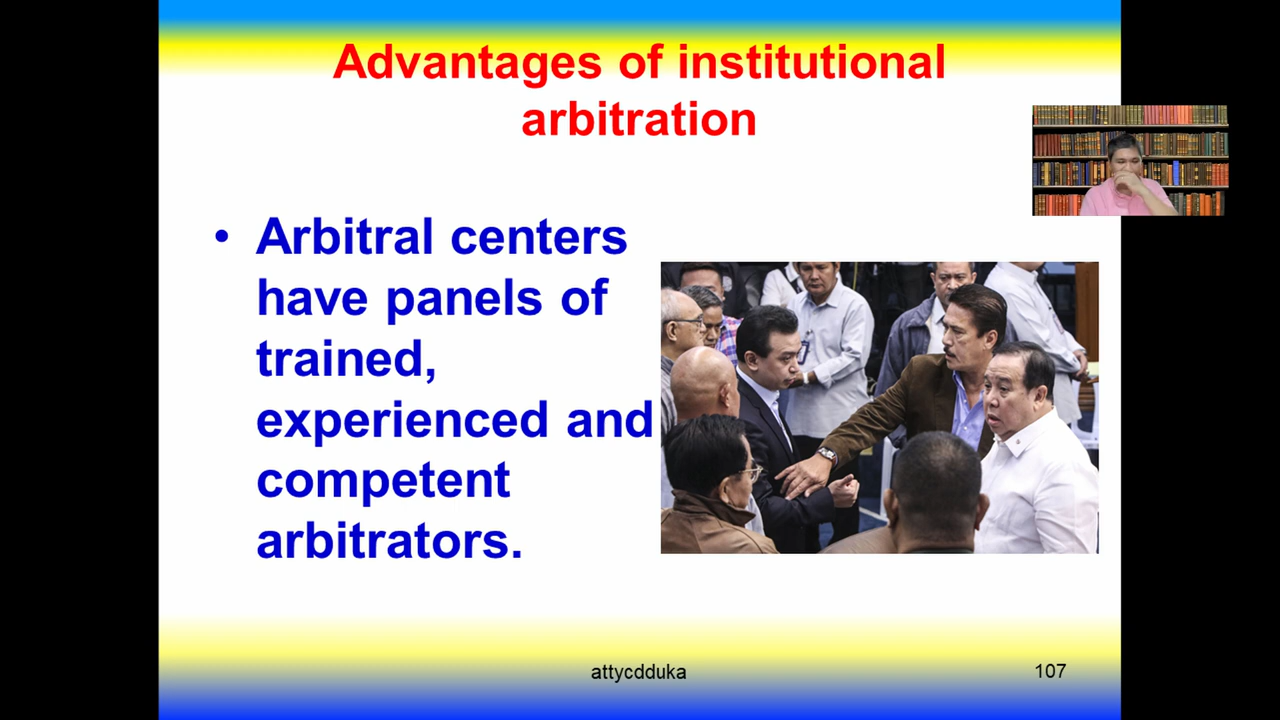 Advantages of institutional
arbitration
• Arbitral centers
have panels of
trained,
experienced and
competent
arbitrators.
attycdduka
107